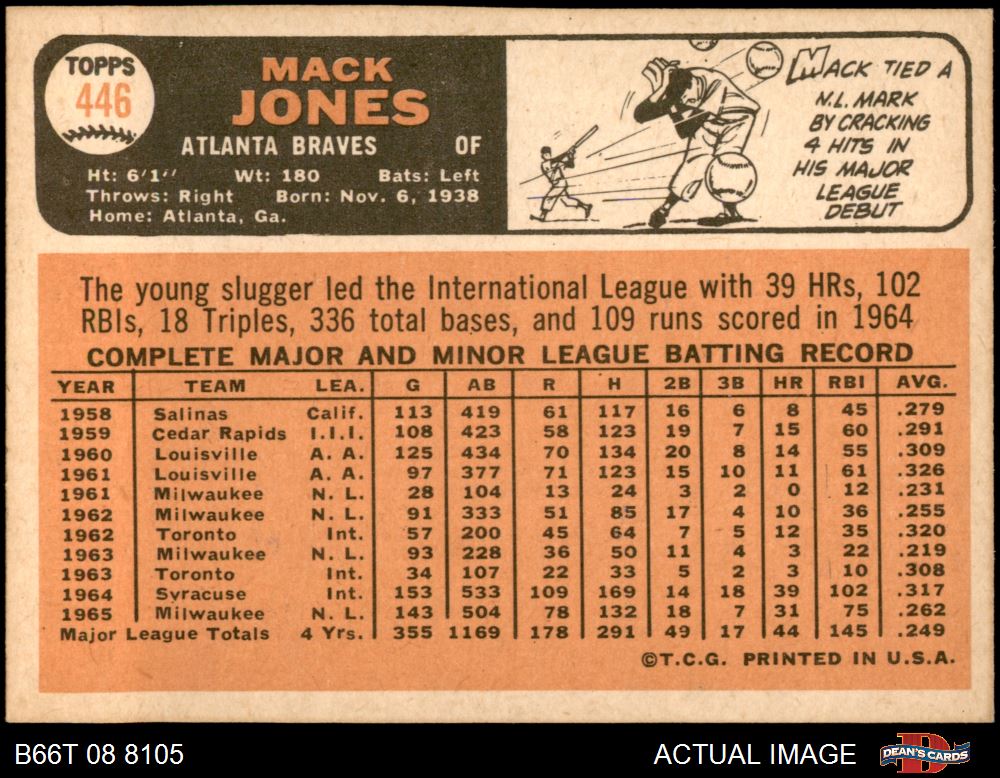 TOPPS
446
MACK
JONES
ATLANTA BRAVES OF
Ht: 6'1" Wt: 180 Bats: Left
Throws: Right Born: Nov. 6, 1938
Home: Atlanta, Ga.
MACK TIED A
N.L. MARK
BY CRACKING
4 HITS IN
HIS MAJOR
LEAGUE
DEBUT
The young slugger led the International League with 39 HRs, 102
RBIs, 18 Triples, 336 total bases, and 109 runs scored in 1964
COMPLETE MAJOR AND MINOR LEAGUE BATTING RECORD
YEAR TEAM LEA. G AB R H 2B 3B HR RBI AVG.
1958 Salinas Calif. 113 419 61 117 16 6 8 45 .279
1959 Cedar Rapids I.I.I. 108 423 58 123 19 7 15 60 .291
1960 Louisville A. A. 125 434 70 134 20 8 14 55 .309
1961 Louisville A. A. 97 377 71 123 15 10 11 61 .326
1961 Milwaukee N. L. 28 104 13 24 3 2 0 12 .231
1962 Milwaukee N. L. 91 333 51 85 17 4 10 36 .255
1962 Toronto Int. 57 200 45 64 7 5 12 35 .320
1963 Milwaukee N. L. 93 228 36 50 11 4 3 22 .219
1963 Toronto Int. 34 107 22 33 5 2 3 10 .308
1964 Syracuse Int. 153 533 109 169 14 18 39 102 .317
1965 Milwaukee N. L. 143 504 78 132 18 7 31 75 .262
Major League Totals 4 Yrs. 355 1169 178 291 49 17 44 145 .249
©T.C.G. PRINTED IN U.S.A.
B66T 08 8105 ACTUAL IMAGE DEAN'S CARDS